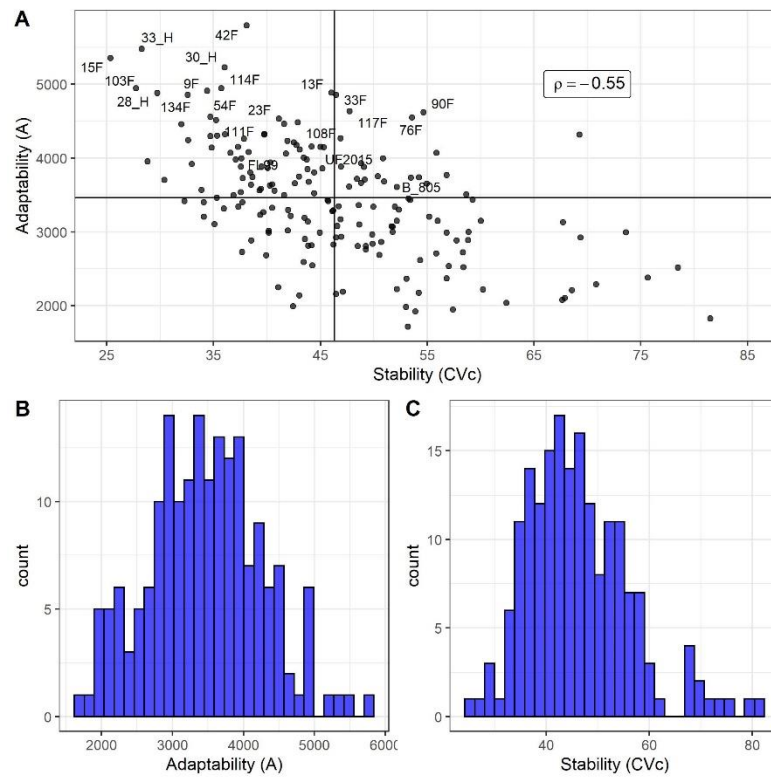 A
33_H
42F
15F
30_H
103F
9F
114F
13F
28_H
134F
54F
33F
90F
23F
117F
76F
111F
108F
UF2015
B_805
ρ = −0.55
Adaptability (A)
5000
4000
3000
2000
25
35
45
55
65
75
85
Stability (CVc)
B
C
count
10
5
0
2000
3000
4000
5000
6000
Adaptability (A)
count
15
10
5
0
40
60
80
Stability (CVc)